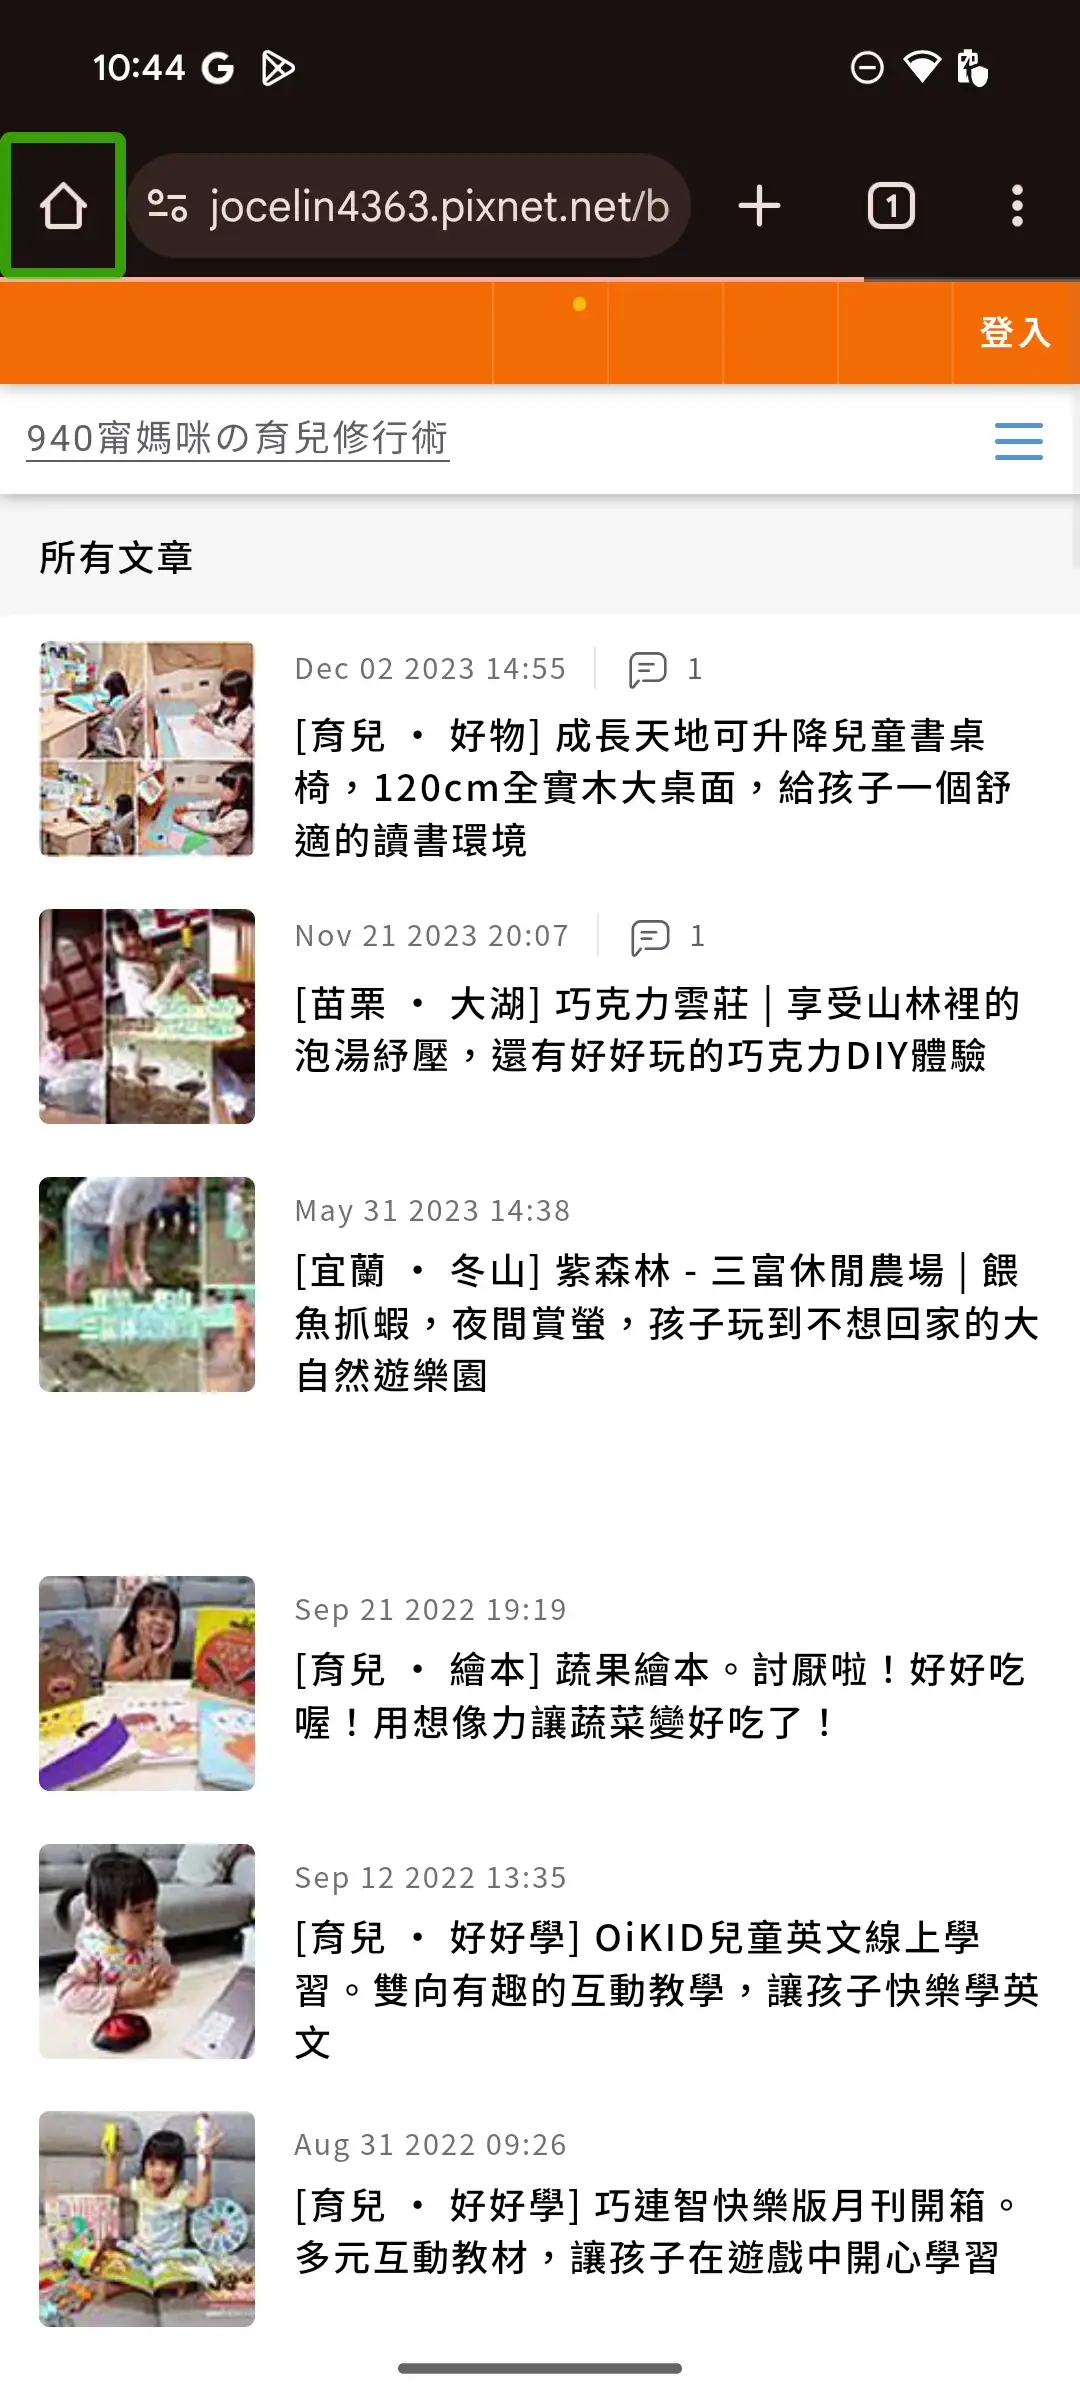 10:44
jocelin4363.pixnet.net/b
1
登入
940甯媽咪の育兒修行術
所有文章
Dec 02 2023 14:55 1
[育兒 ・ 好物] 成長天地可升降兒童書桌
椅，120cm全實木大桌面，給孩子一個舒
適的讀書環境
Nov 21 2023 20:07 1
[苗栗 ・ 大湖] 巧克力雲莊 | 享受山林裡的
泡湯紓壓，還有好好玩的巧克力DIY體驗
May 31 2023 14:38
[宜蘭 ・ 冬山] 紫森林 - 三富休閒農場 | 餵
魚抓蝦，夜間賞螢，孩子玩到不想回家的大
自然遊樂園
Sep 21 2022 19:19
[育兒 ・ 繪本] 蔬果繪本。討厭啦！好好吃
喔！用想像力讓蔬菜變好吃了！
Sep 12 2022 13:35
[育兒 ・ 好好學] OiKID兒童英文線上學
習。雙向有趣的互動教學，讓孩子快樂學英
文
Aug 31 2022 09:26
[育兒 ・ 好好學] 巧連智快樂版月刊開箱。
多元互動教材，讓孩子在遊戲中開心學習